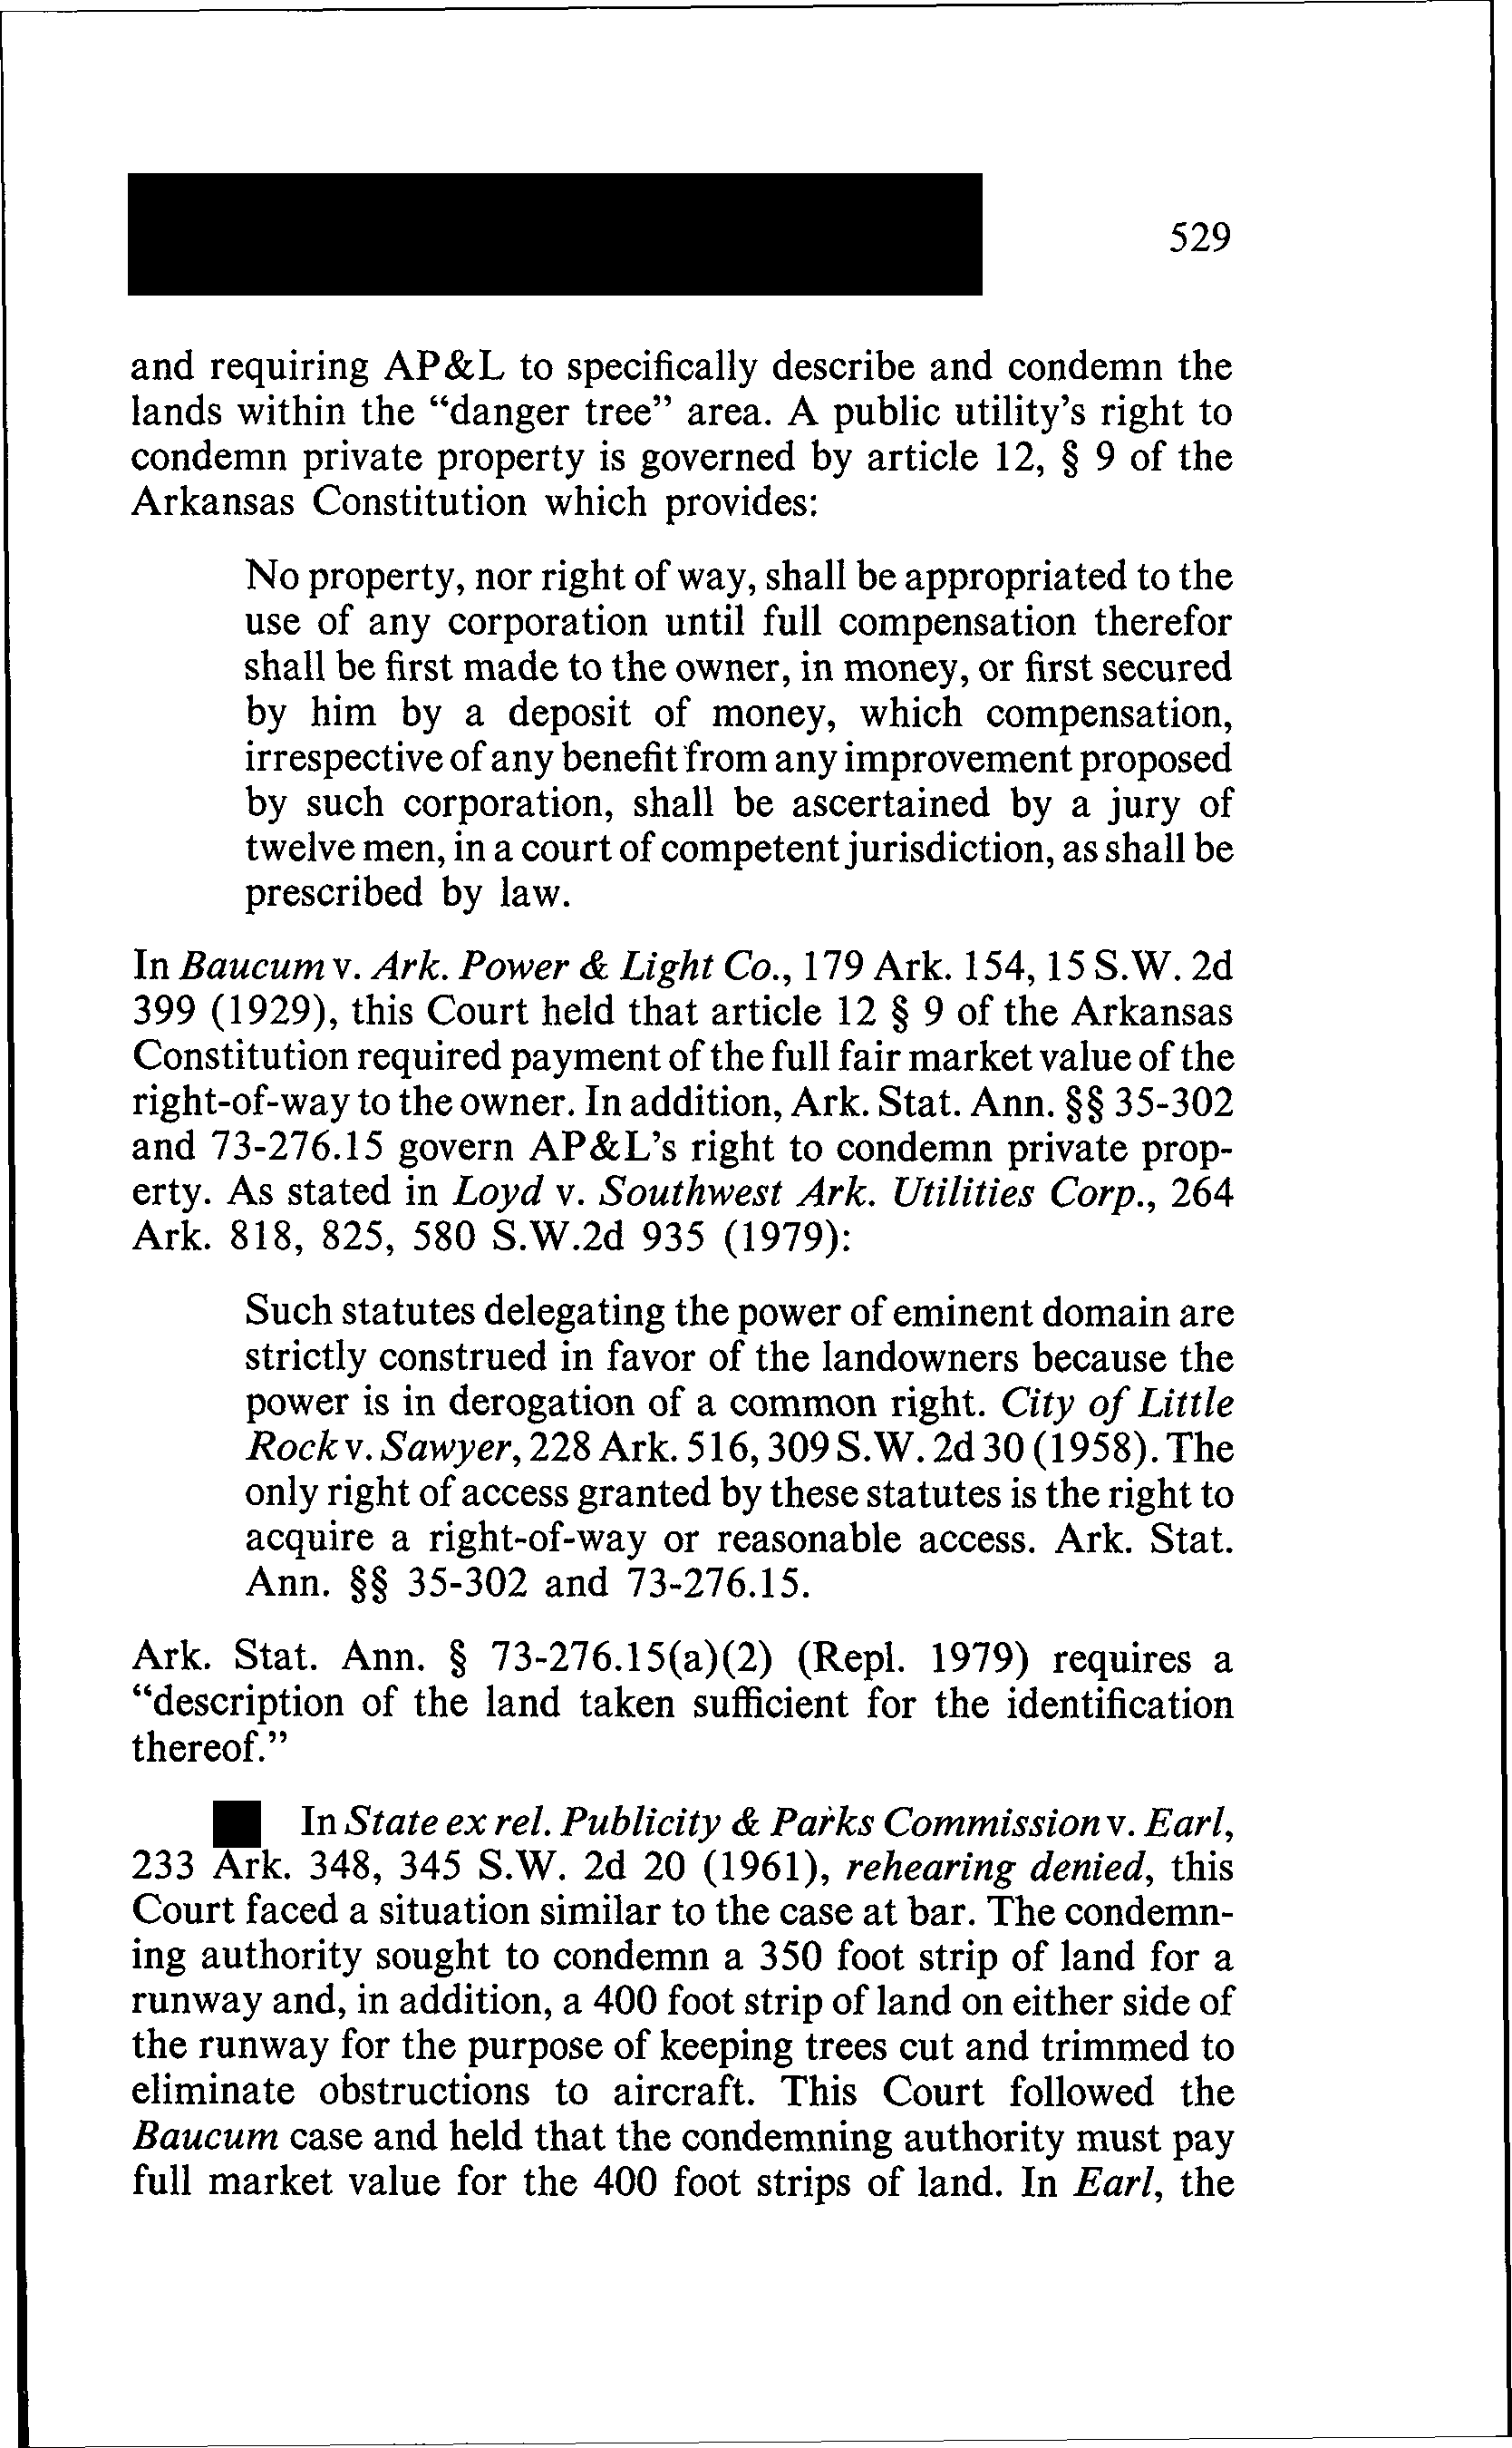 529
and requiring AP&L to specifically describe and condemn the
lands within the “danger tree” area. A public utility’s right to
condemn private property is governed by article 12, § 9 of the
Arkansas Constitution which provides:
No property, nor right of way, shall be appropriated to the
use of any corporation until full compensation therefor
shall be first made to the owner, in money, or first secured
by him by a deposit of money, which compensation,
irrespective of any benefit from any improvement proposed
by such corporation, shall be ascertained by a jury of
twelve men, in a court of competent jurisdiction, as shall be
prescribed by law.
In Baucum v. Ark. Power & Light Co., 179 Ark. 154, 15 S.W. 2d
399 (1929), this Court held that article 12 § 9 of the Arkansas
Constitution required payment of the full fair market value of the
right-of-way to the owner. In addition, Ark. Stat. Ann. §§ 35-302
and 73-276.15 govern AP&L’s right to condemn private prop-
erty. As stated in Loyd v. Southwest Ark. Utilities Corp., 264
Ark. 818, 825, 580 S.W.2d 935 (1979):
Such statutes delegating the power of eminent domain are
strictly construed in favor of the landowners because the
power is in derogation of a common right. City of Little
Rock v. Sawyer, 228 Ark. 516, 309 S.W. 2d 30 (1958). The
only right of access granted by these statutes is the right to
acquire a right-of-way or reasonable access. Ark. Stat.
Ann. §§ 35-302 and 73-276.15.
Ark. Stat. Ann. § 73-276.15(a)(2) (Repl. 1979) requires a
“description of the land taken sufficient for the identification
thereof.”
In State ex rel. Publicity & Parks Commission v. Earl,
233 Ark. 348, 345 S.W. 2d 20 (1961), rehearing denied, this
Court faced a situation similar to the case at bar. The condemn-
ing authority sought to condemn a 350 foot strip of land for a
runway and, in addition, a 400 foot strip of land on either side of
the runway for the purpose of keeping trees cut and trimmed to
eliminate obstructions to aircraft. This Court followed the
Baucum case and held that the condemning authority must pay
full market value for the 400 foot strips of land. In Earl, the